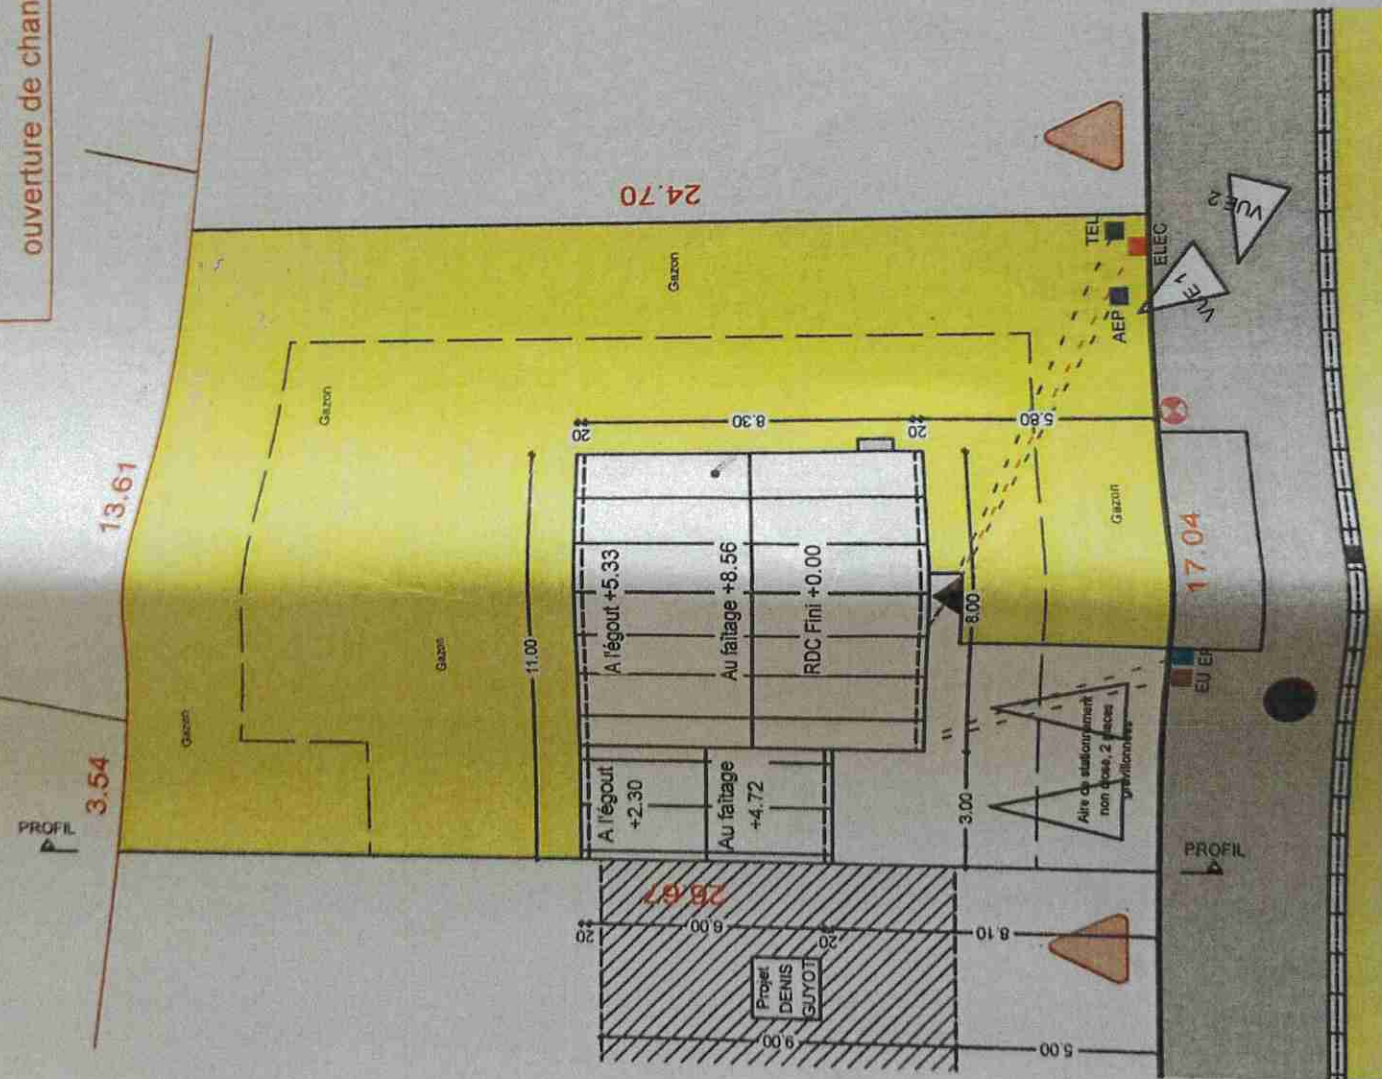 ouverture de chan
PROFIL
3.54
13.61
24.70
Gazon
Gazon
Gazon
Gazon
Gazon
11.00
20
8.30
20
5.80
A l'égout +5.33
Au faîtage +8.56
RDC Fini +0.00
A l'égout
+2.30
Au faîtage
+4.72
8.00
3.00
TEL
ELEC
AEP
VUE 1
VUE 2
17.04
EU EP
Aire de stationnement
non close, 2 places
gravillonnées
PROFIL
26.67
20
6.00
20
8.10
Projet
DENIS
GUYOT
9.00
5.00